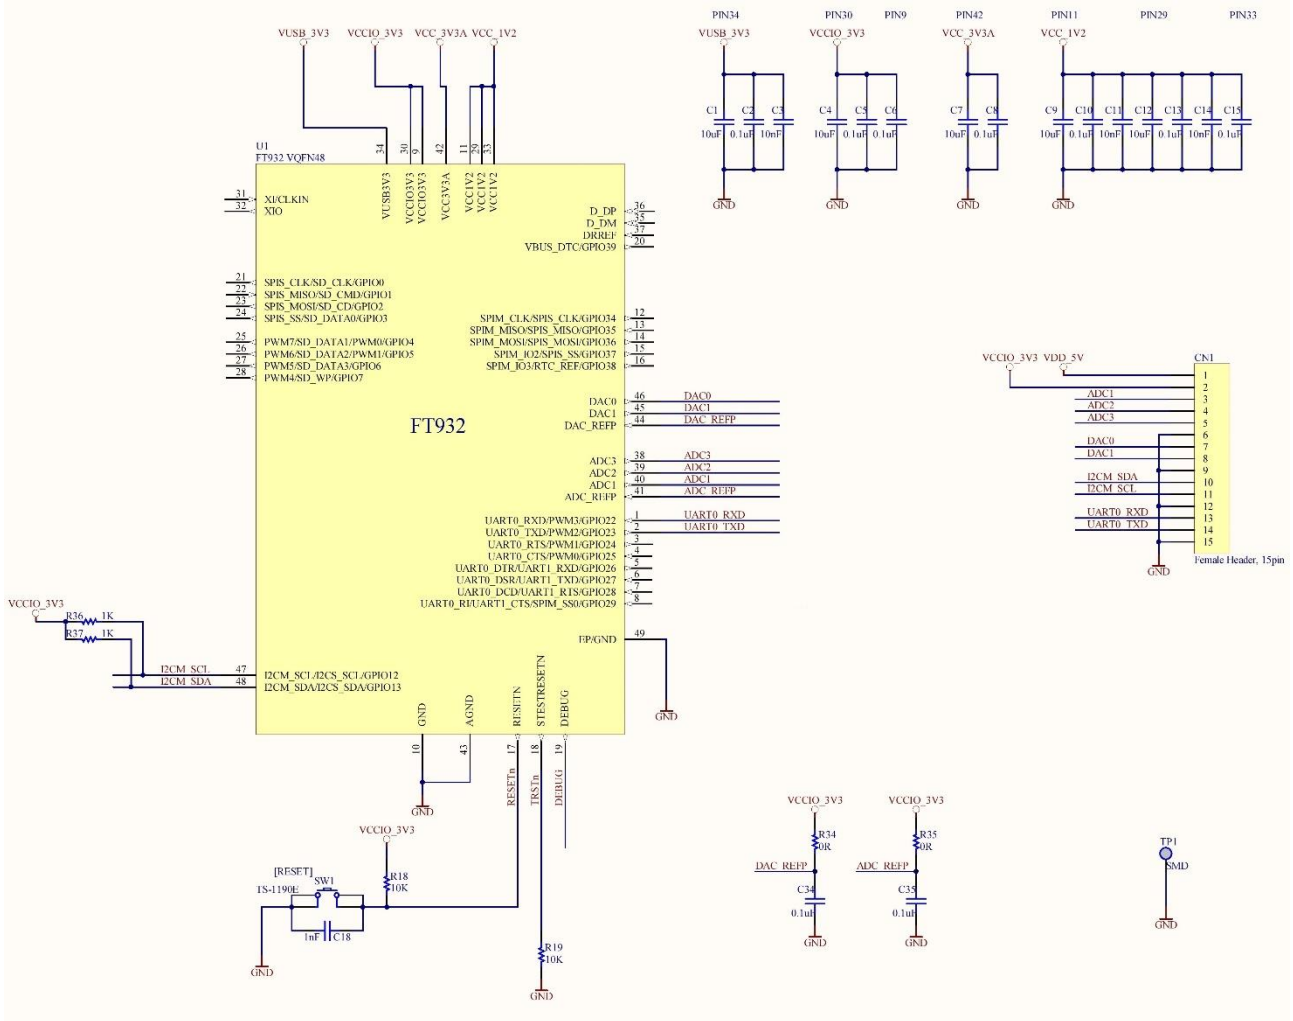 PIN34 PIN30 PIN9 PIN42 PIN11 PIN29 PIN33
VUSB_3V3 VCCIO_3V3 VCC_3V3A VCC_1V2
VUSB_3V3 VCCIO_3V3 VCC_3V3A VCC_1V2
C1 C2 C3 C4 C5 C6 C7 C8 C9 C10 C11 C12 C13 C14 C15
10uF 0.1uF 10nF 10uF 0.1uF 0.1uF 10uF 0.1uF 10uF 0.1uF 10nF 10uF 0.1uF 10nF 0.1uF
GND GND GND GND
U1
FT932 VQFN48
34 30 9 42 11 29 33
VUSB3V3 VCCIO3V3 VCCIO3V3 VCC3V3A VCC1V2 VCC1V2 VCC1V2
31 XI/CLKIN
32 XIO
D_DP 36
D_DM 35
DRREF 37
VBUS_DTC/GPIO39 20
21 SPIS_CLK/SD_CLK/GPIO0
22 SPIS_MISO/SD_CMD/GPIO1
23 SPIS_MOSI/SD_CD/GPIO2
24 SPIS_SS/SD_DATA0/GPIO3
25 PWM7/SD_DATA1/PWM0/GPIO4
26 PWM6/SD_DATA2/PWM1/GPIO5
27 PWM5/SD_DATA3/GPIO6
28 PWM4/SD_WP/GPIO7
SPIM_CLK/SPIS_CLK/GPIO34 12
SPIM_MISO/SPIS_MISO/GPIO35 13
SPIM_MOSI/SPIS_MOSI/GPIO36 14
SPIM_IO2/SPIS_SS/GPIO37 15
SPIM_IO3/RTC_REF/GPIO38 16
DAC0 46 DAC0
DAC1 45 DAC1
DAC_REFP 44 DAC_REFP
FT932
ADC3 38 ADC3
ADC2 39 ADC2
ADC1 40 ADC1
ADC_REFP 41 ADC_REFP
UART0_RXD/PWM3/GPIO22 1 UART0_RXD
UART0_TXD/PWM2/GPIO23 2 UART0_TXD
UART0_RTS/PWM1/GPIO24 3
UART0_CTS/PWM0/GPIO25 4
UART0_DTR/UART1_RXD/GPIO26 5
UART0_DSR/UART1_TXD/GPIO27 6
UART0_DCD/UART1_RTS/GPIO28 7
UART0_RI/UART1_CTS/SPIM_SS0/GPIO29 8
EP/GND 49
GND
VCCIO_3V3
R36 1K
R37 1K
I2CM_SCL 47 I2CM_SCL/I2CS_SCL/GPIO12
I2CM_SDA 48 I2CM_SDA/I2CS_SDA/GPIO13
GND AGND RESETN STESTRESETN DEBUG
10 43 17 18 19
RESETn TRSTn DEBUG
GND
VCCIO_3V3 VDD_5V CN1
1
2
ADC1 3
ADC2 4
ADC3 5
6
DAC0 7
DAC1 8
9
I2CM_SDA 10
I2CM_SCL 11
12
UART0_RXD 13
UART0_TXD 14
15
Female Header, 15pin
GND
VCCIO_3V3
[RESET]
SW1
TS-1190E
R18
10K
1nF C18
GND
R19
10K
GND
VCCIO_3V3 VCCIO_3V3
R34 R35
0R 0R
DAC_REFP ADC_REFP
C34 C35
0.1uF 0.1uF
GND GND
TP1
SMD
GND